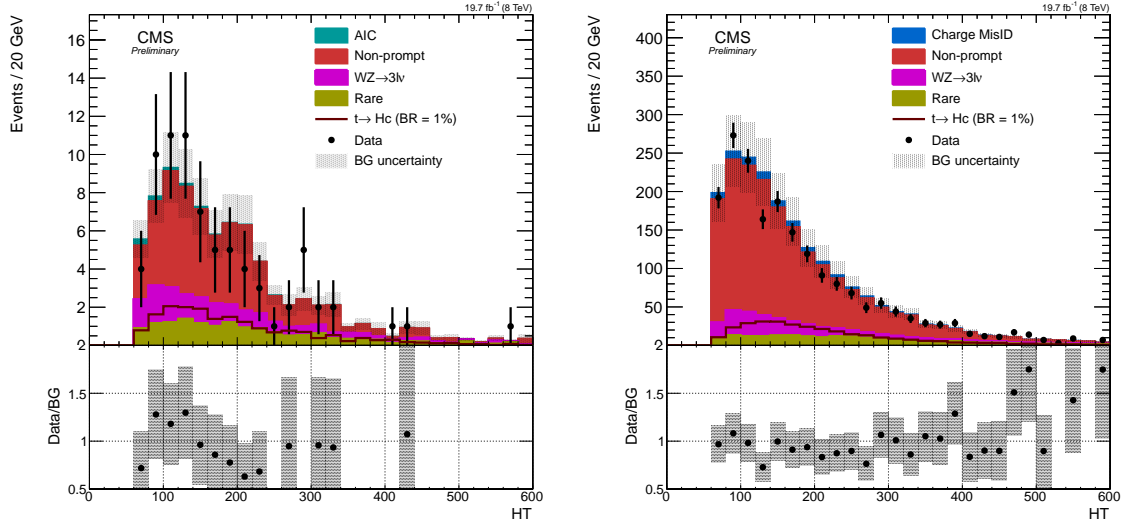 19.7 fb⁻¹ (8 TeV)
CMS
Preliminary
Events / 20 GeV
16
14
12
10
8
6
4
2
AIC
Non-prompt
WZ→3lν
Rare
t→ Hc (BR = 1%)
Data
BG uncertainty
Data/BG
2
1.5
1
0.5
0 100 200 300 400 500 600
HT
19.7 fb⁻¹ (8 TeV)
CMS
Preliminary
Events / 20 GeV
400
350
300
250
200
150
100
50
Charge MisID
Non-prompt
WZ→3lν
Rare
t→ Hc (BR = 1%)
Data
BG uncertainty
Data/BG
2
1.5
1
0.5
0 100 200 300 400 500 600
HT